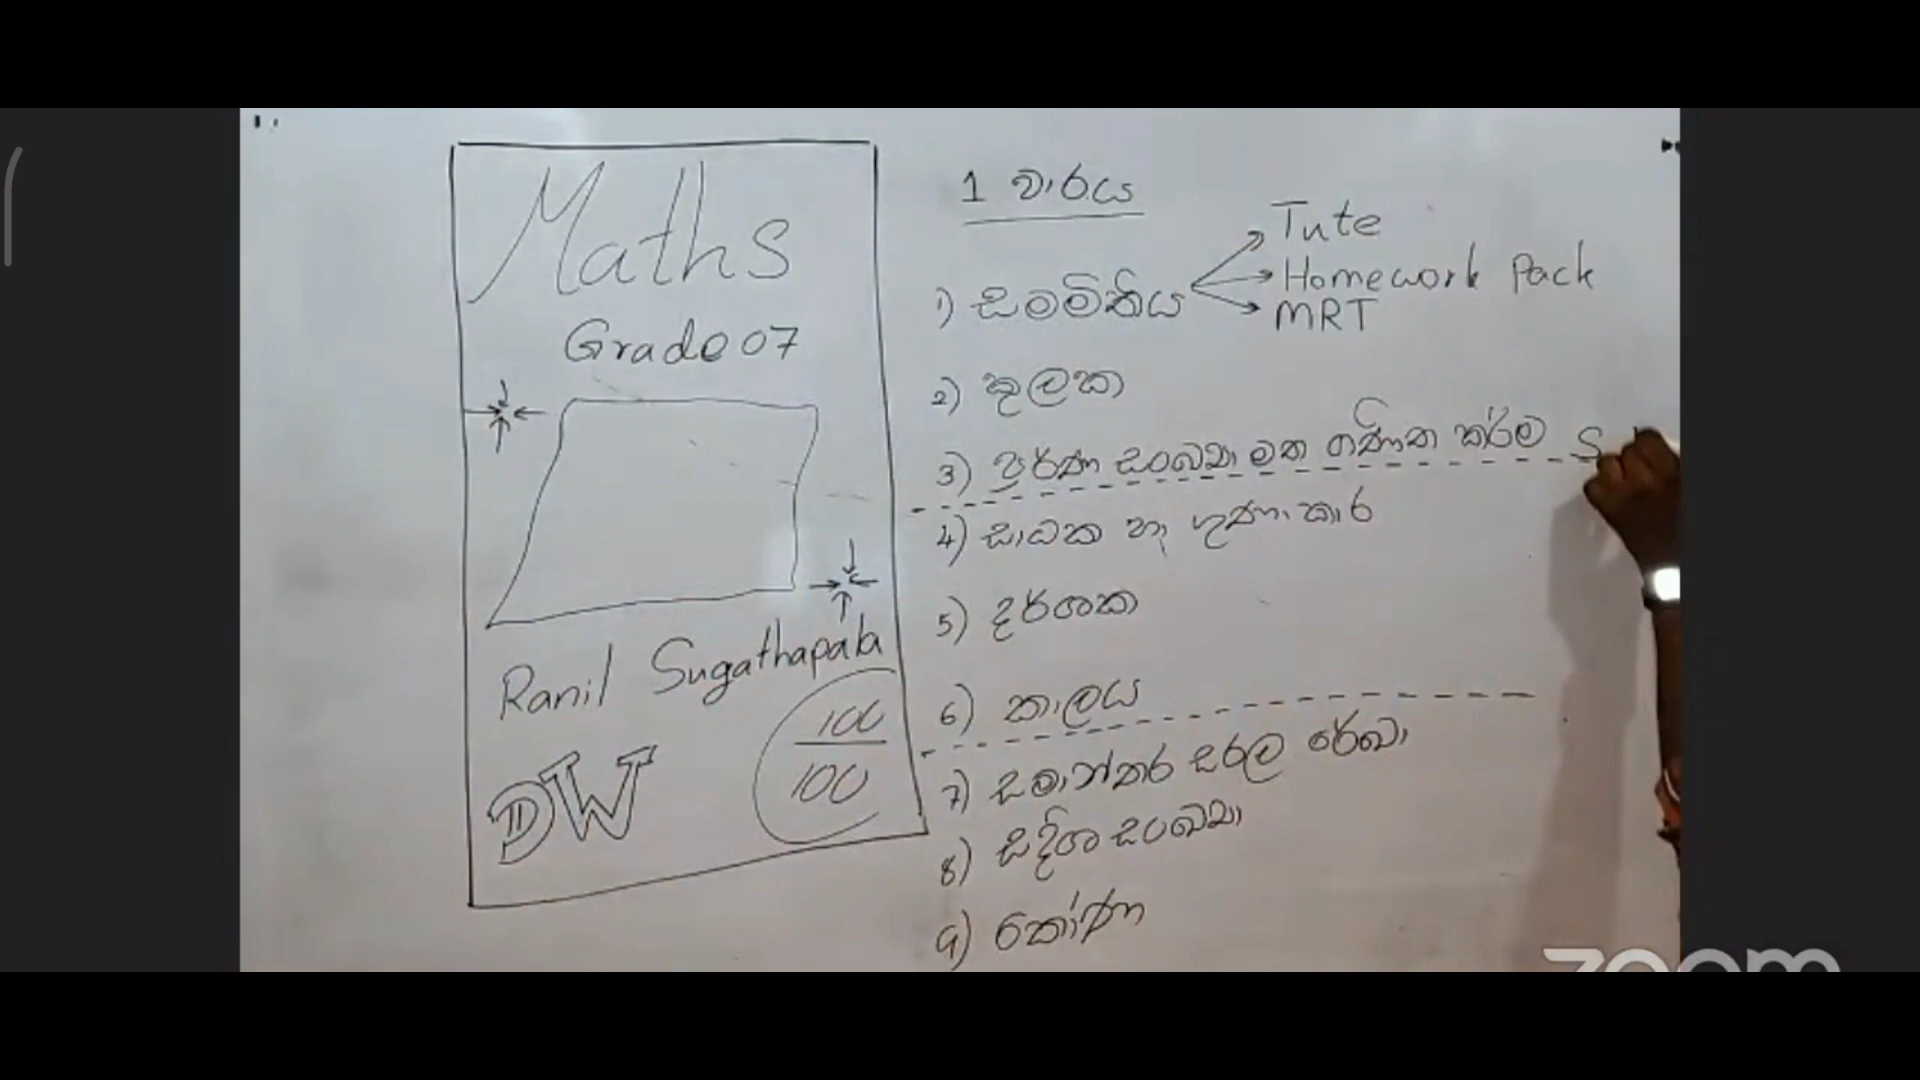 Maths
Grade 07
Ranil Sugathapala
DW
100
100
1 වාරය
1) සමමිතිය
Tute
Homework Pack
MRT
2) කුලක
3) පූර්ණ සංඛ්‍යා මත ගණිත කර්ම S
4) සාධක හා ගුණාකාර
5) දර්ශක
6) කාලය
7) සමාන්තර සරල රේඛා
8) සදිශ සංඛ්‍යා
9) කෝණ
zoom